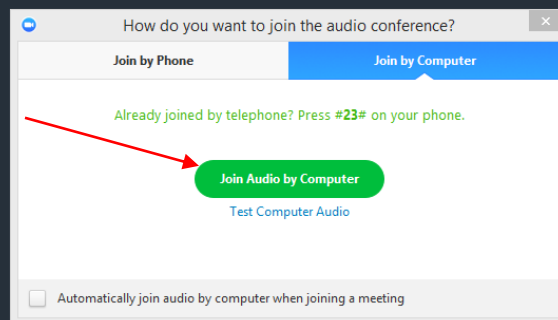 How do you want to join the audio conference?
Join by Phone
Join by Computer
Already joined by telephone? Press #23# on your phone.
Join Audio by Computer
Test Computer Audio
Automatically join audio by computer when joining a meeting